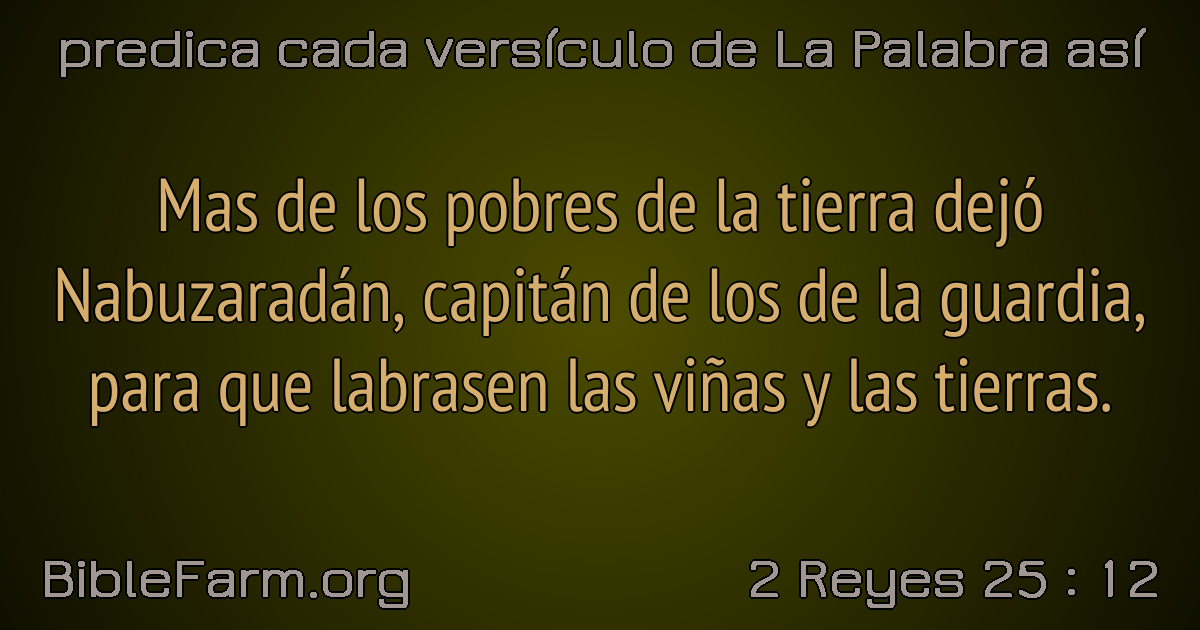 predica cada versículo de La Palabra así
Mas de los pobres de la tierra dejó
Nabuzaradán, capitán de los de la guardia,
para que labrasen las viñas y las tierras.
BibleFarm.org
2 Reyes 25 : 12